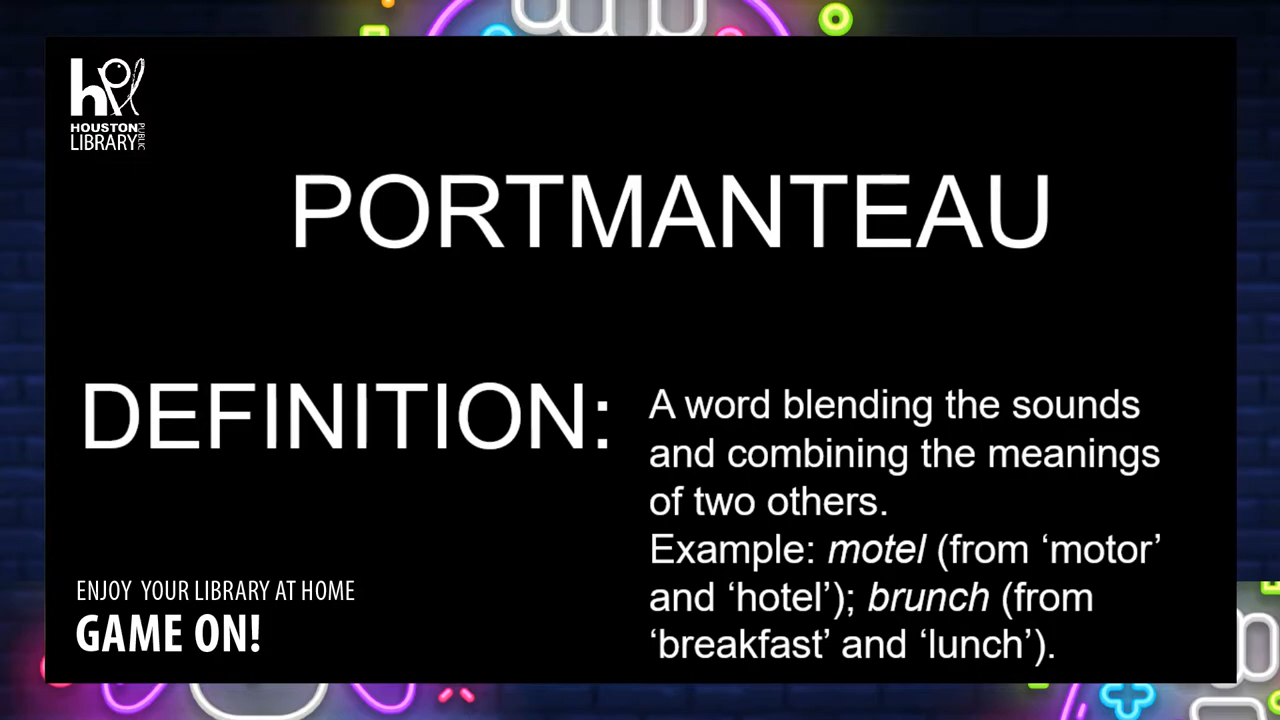 hpl
HOUSTON
LIBRARY
PUBLIC
PORTMANTEAU
DEFINITION:
A word blending the sounds
and combining the meanings
of two others.
Example: motel (from ‘motor’
and ‘hotel’); brunch (from
‘breakfast’ and ‘lunch’).
ENJOY YOUR LIBRARY AT HOME
GAME ON!